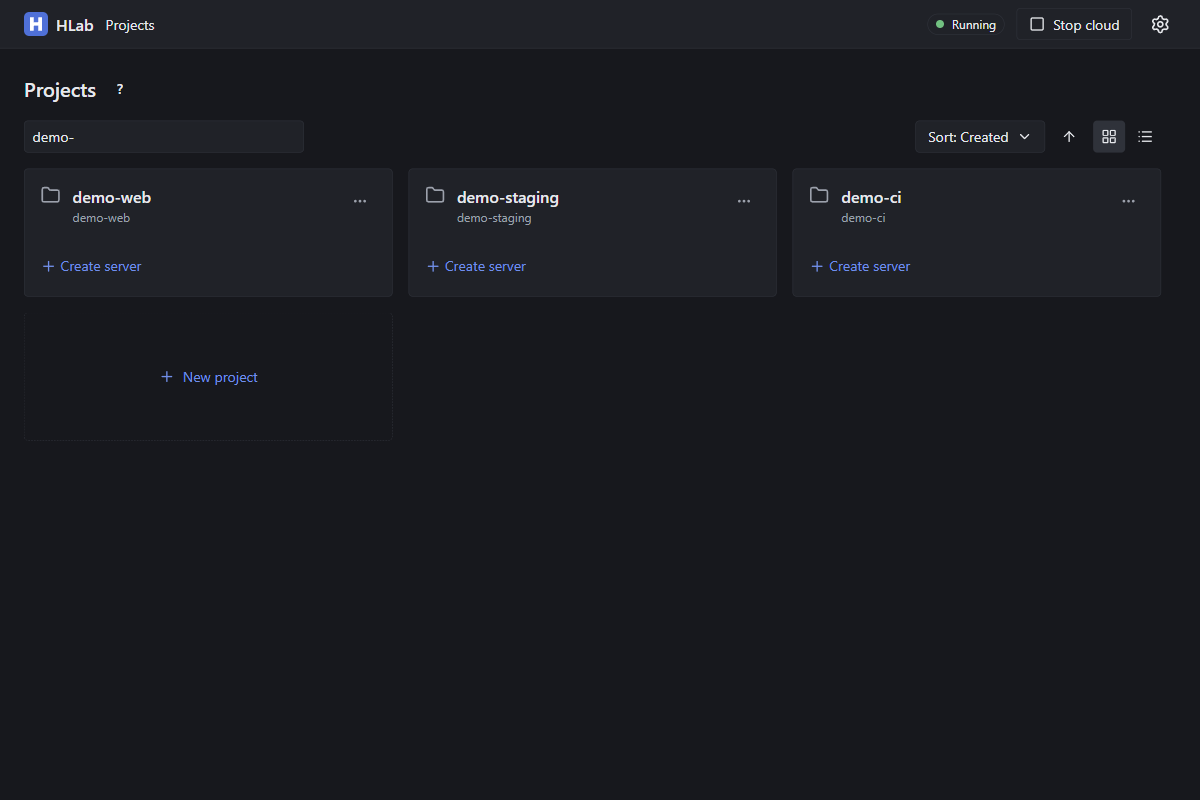 H HLab Projects Running Stop cloud
Projects ?
demo- Sort: Created
demo-web demo-staging demo-ci
demo-web demo-staging demo-ci
+ Create server + Create server + Create server
+ New project